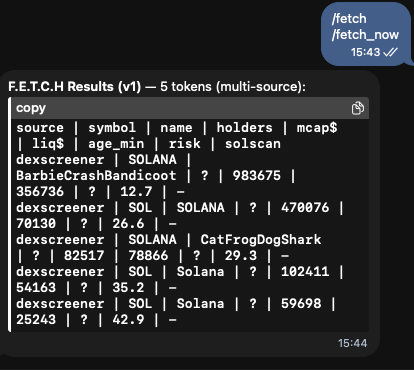 /fetch
/fetch_now
15:43
F.E.T.C.H Results (v1) — 5 tokens (multi-source):
copy
source | symbol | name | holders | mcap$
| liq$ | age_min | risk | solscan
dexscreener | SOLANA |
BarbieCrashBandicoot | ? | 983675 |
356736 | ? | 12.7 | —
dexscreener | SOL | SOLANA | ? | 470076 |
70130 | ? | 26.6 | —
dexscreener | SOLANA | CatFrogDogShark
| ? | 82517 | 78866 | ? | 29.3 | —
dexscreener | SOL | Solana | ? | 102411 |
54163 | ? | 35.2 | —
dexscreener | SOL | Solana | ? | 59698 |
25243 | ? | 42.9 | —
15:44